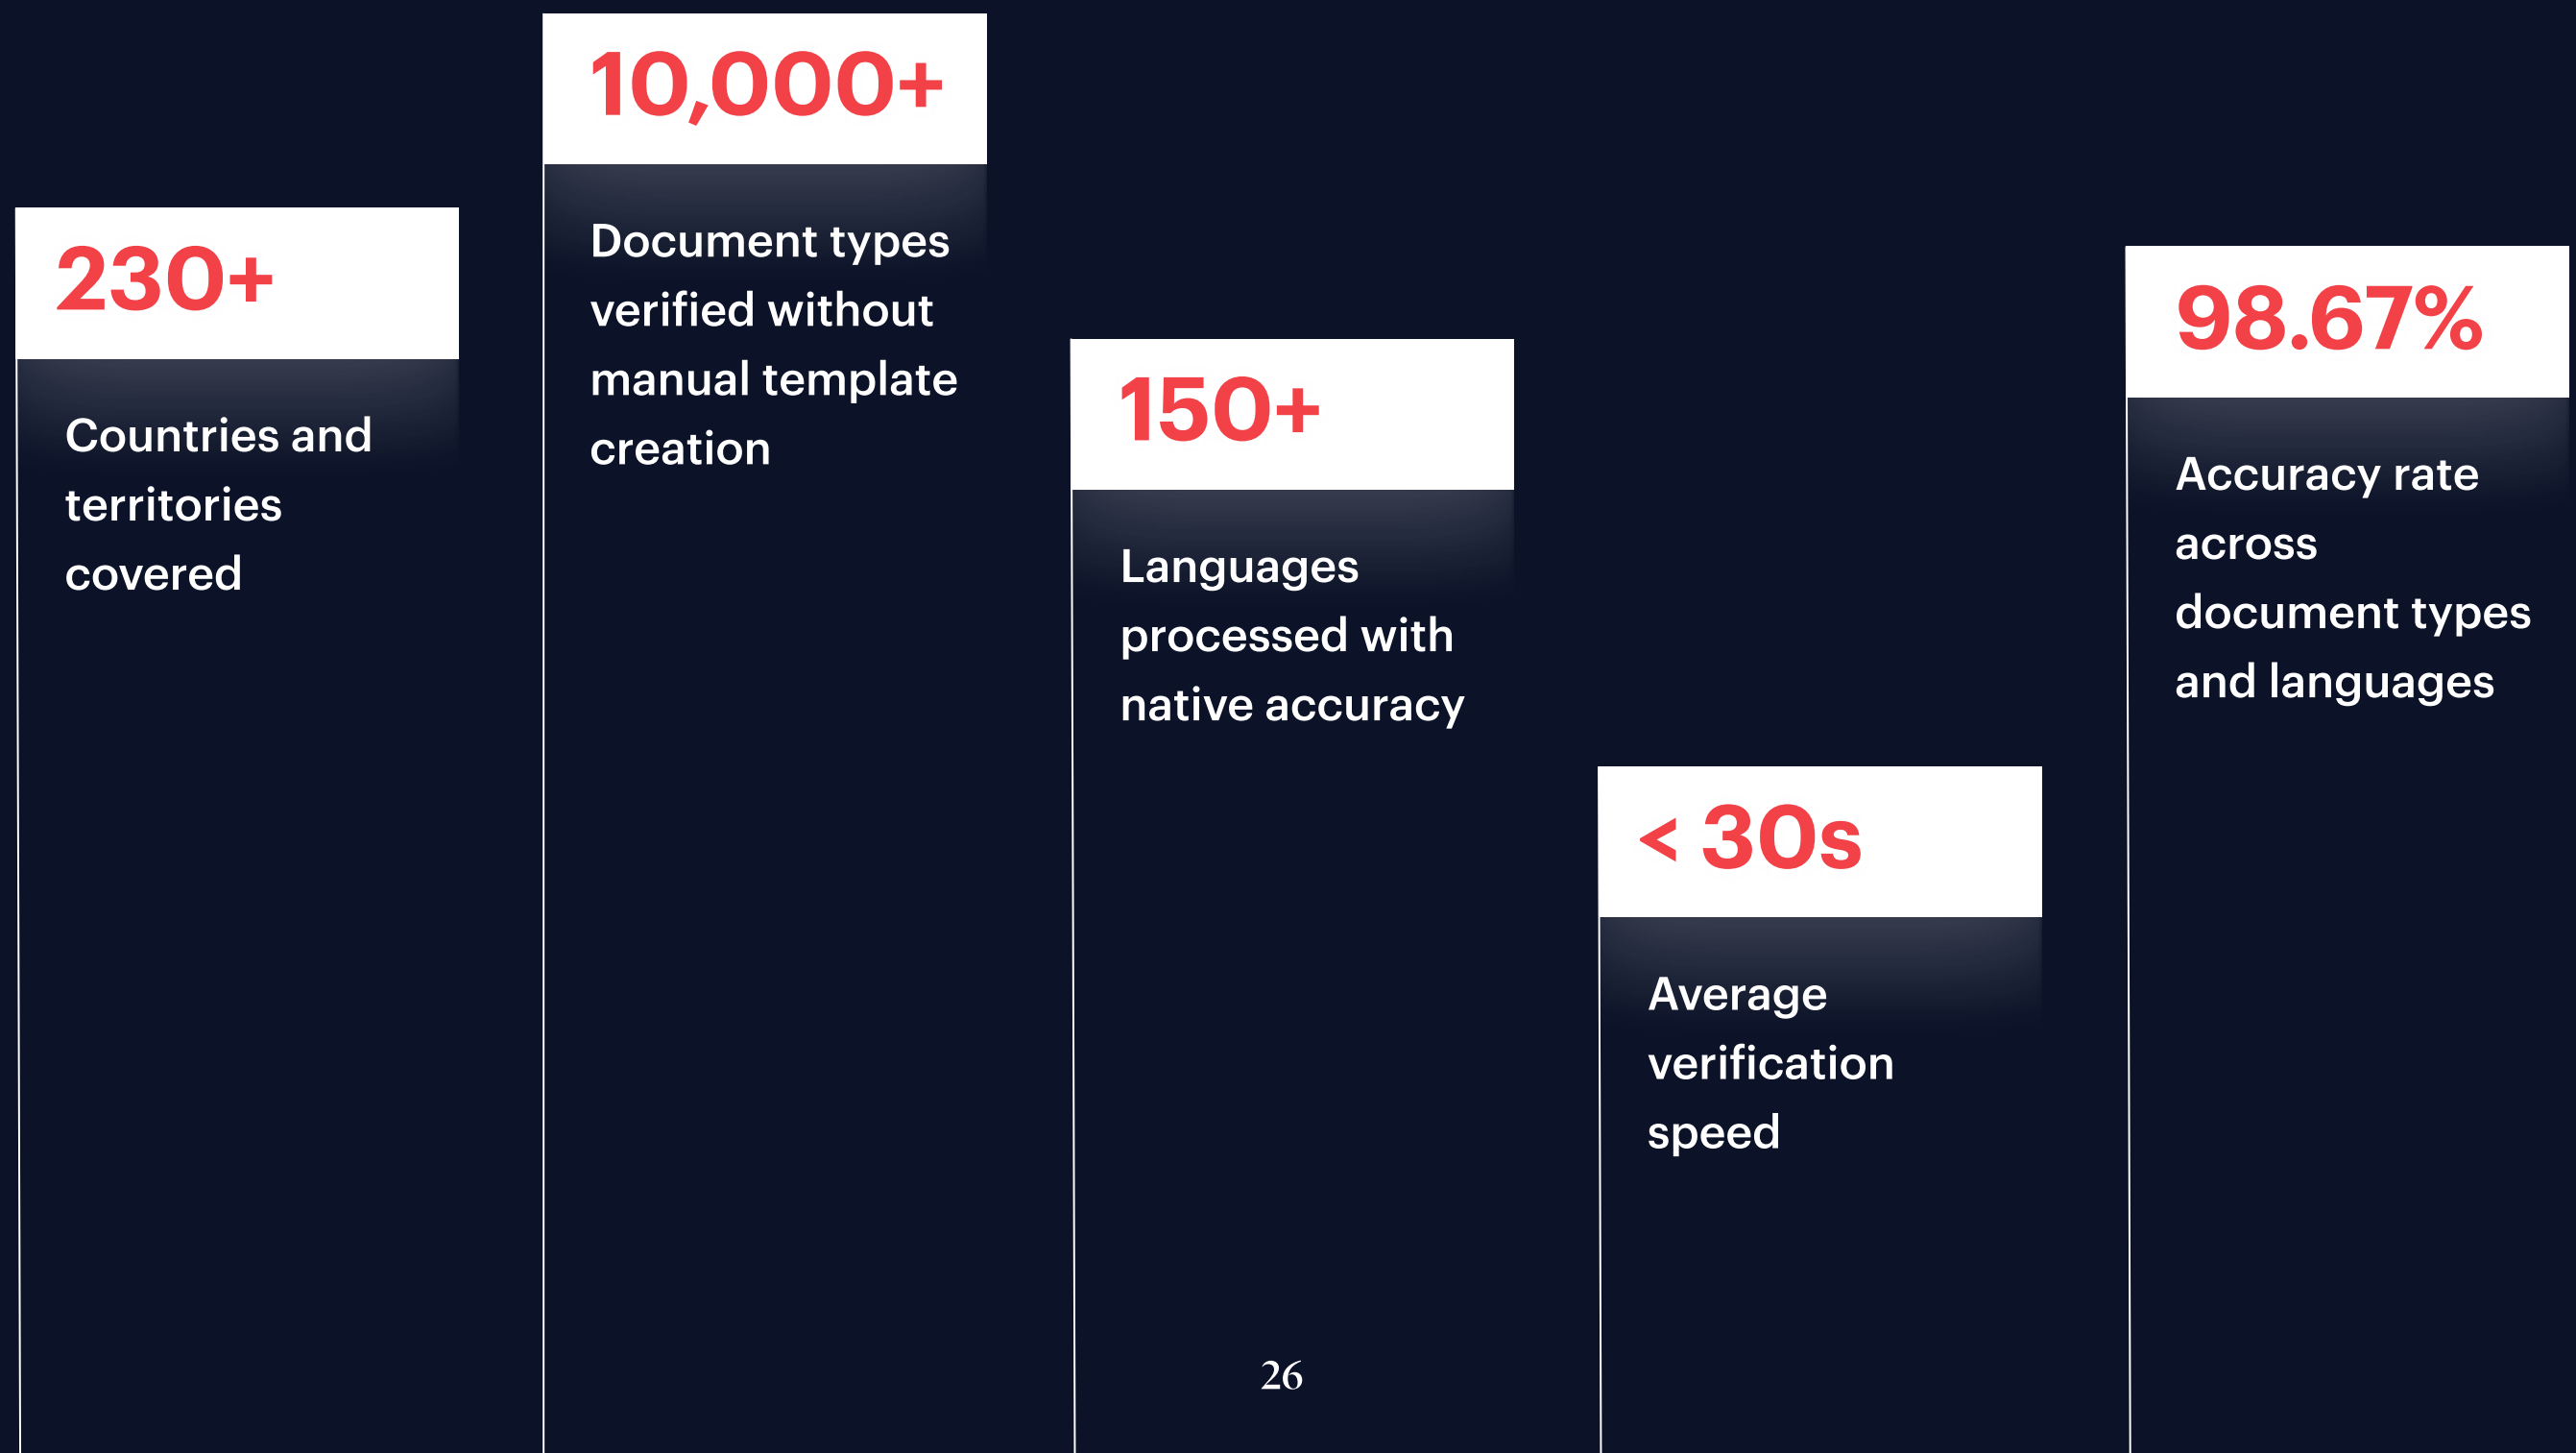 230+
Countries and
territories
covered
10,000+
Document types
verified without
manual template
creation
150+
Languages
processed with
native accuracy
< 30s
Average
verification
speed
98.67%
Accuracy rate
across
document types
and languages
26